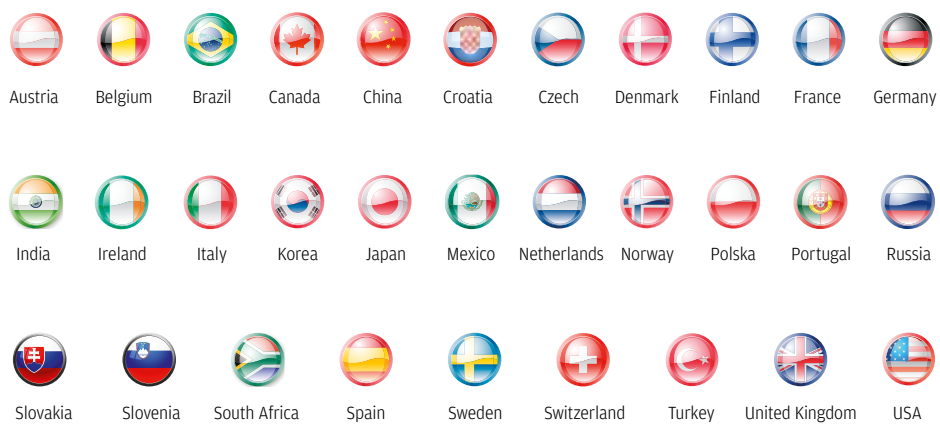 Austria Belgium Brazil Canada China Croatia Czech Denmark Finland France Germany
India Ireland Italy Korea Japan Mexico Netherlands Norway Polska Portugal Russia
Slovakia Slovenia South Africa Spain Sweden Switzerland Turkey United Kingdom USA